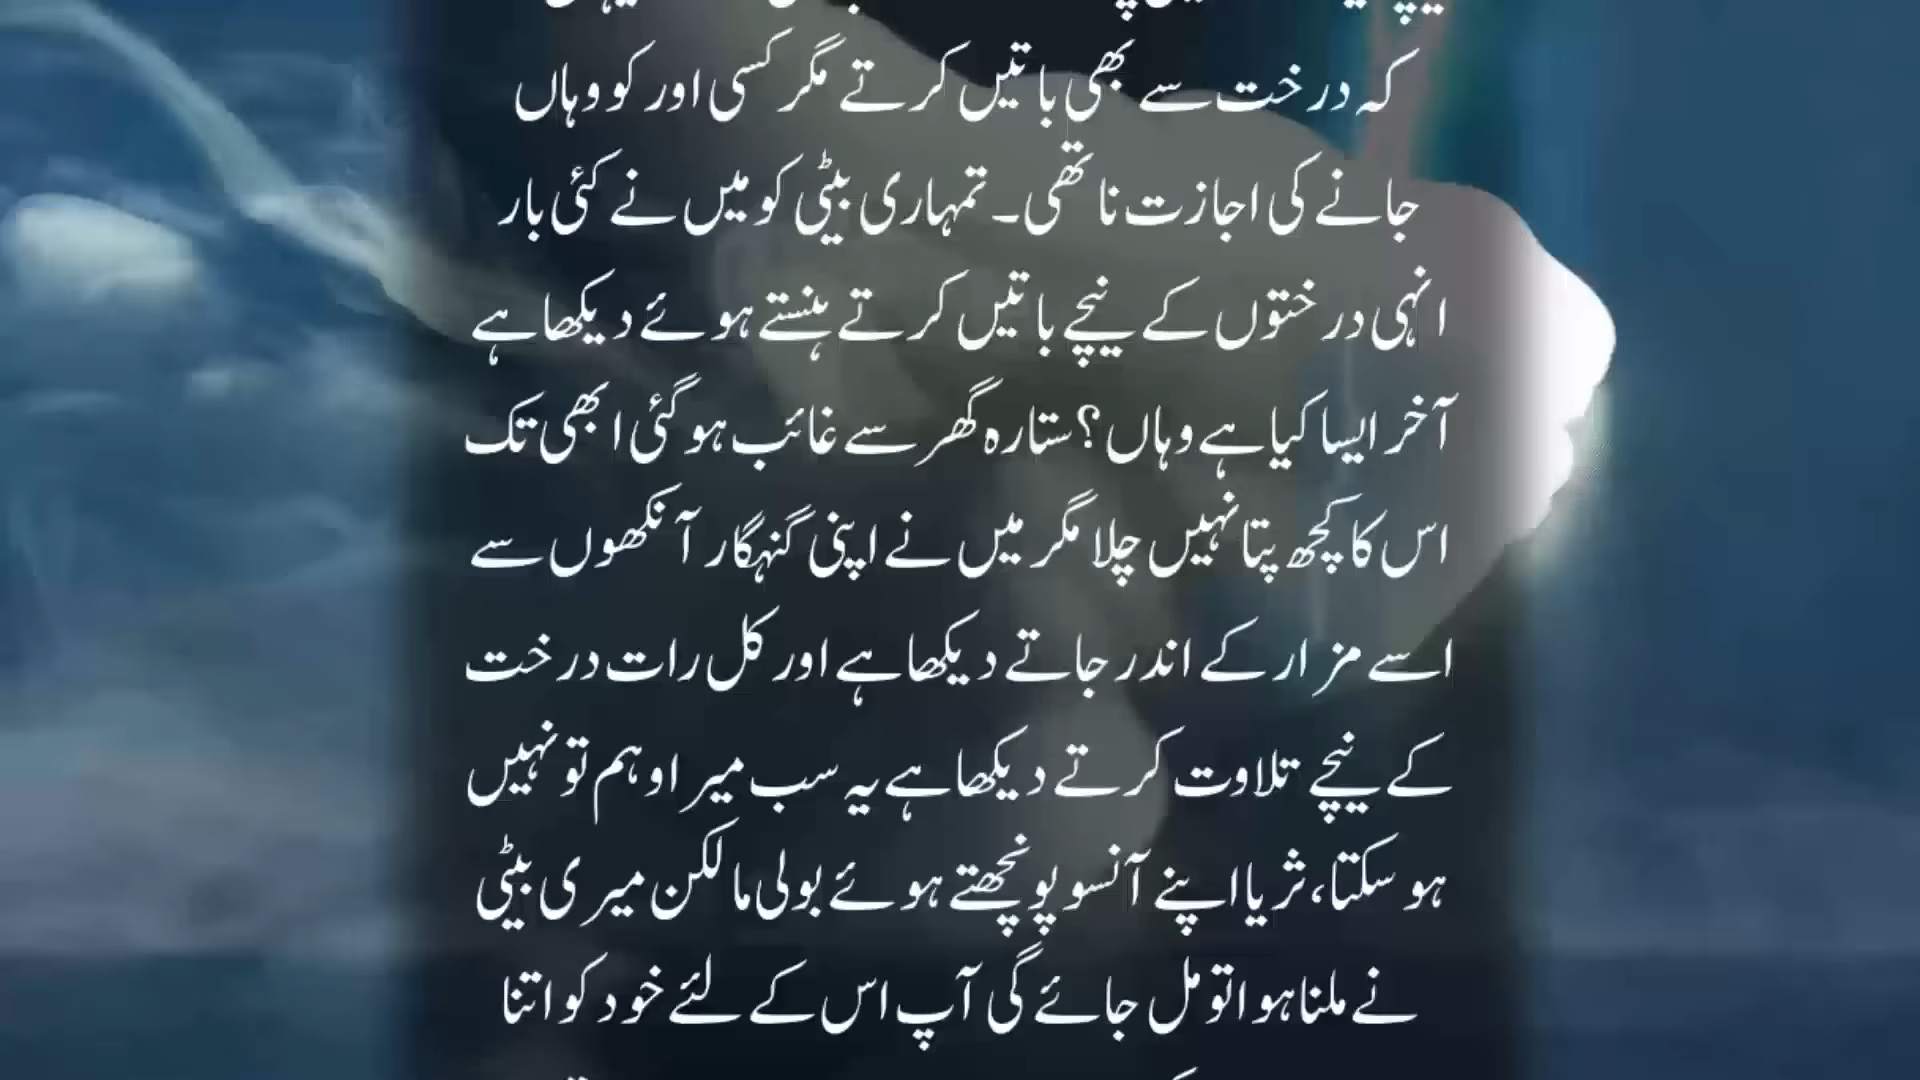 کہ درخت سے بھی باتیں کرتے مگر کسی اور کو وہاں
جانے کی اجازت نا تھی۔ تمہاری بیٹی کو میں نے کئی بار
انہی درختوں کے نیچے باتیں کرتے ہنستے ہوئے دیکھا ہے
آخر ایسا کیا ہے وہاں؟ ستارہ گھر سے غائب ہو گئی ابھی تک
اس کا کچھ پتا نہیں چلا مگر میں نے اپنی گنہگار آنکھوں سے
اسے مزار کے اندر جاتے دیکھا ہے اور کل رات درخت
کے نیچے تلاوت کرتے دیکھا ہے یہ سب میرا وہم تو نہیں
ہو سکتا، ثریا اپنے آنسو پونچھتے ہوئے بولی مالکن میری بیٹی
نے ملنا ہوا تو مل جائے گی آپ اس کے لئے خود کو اتنا